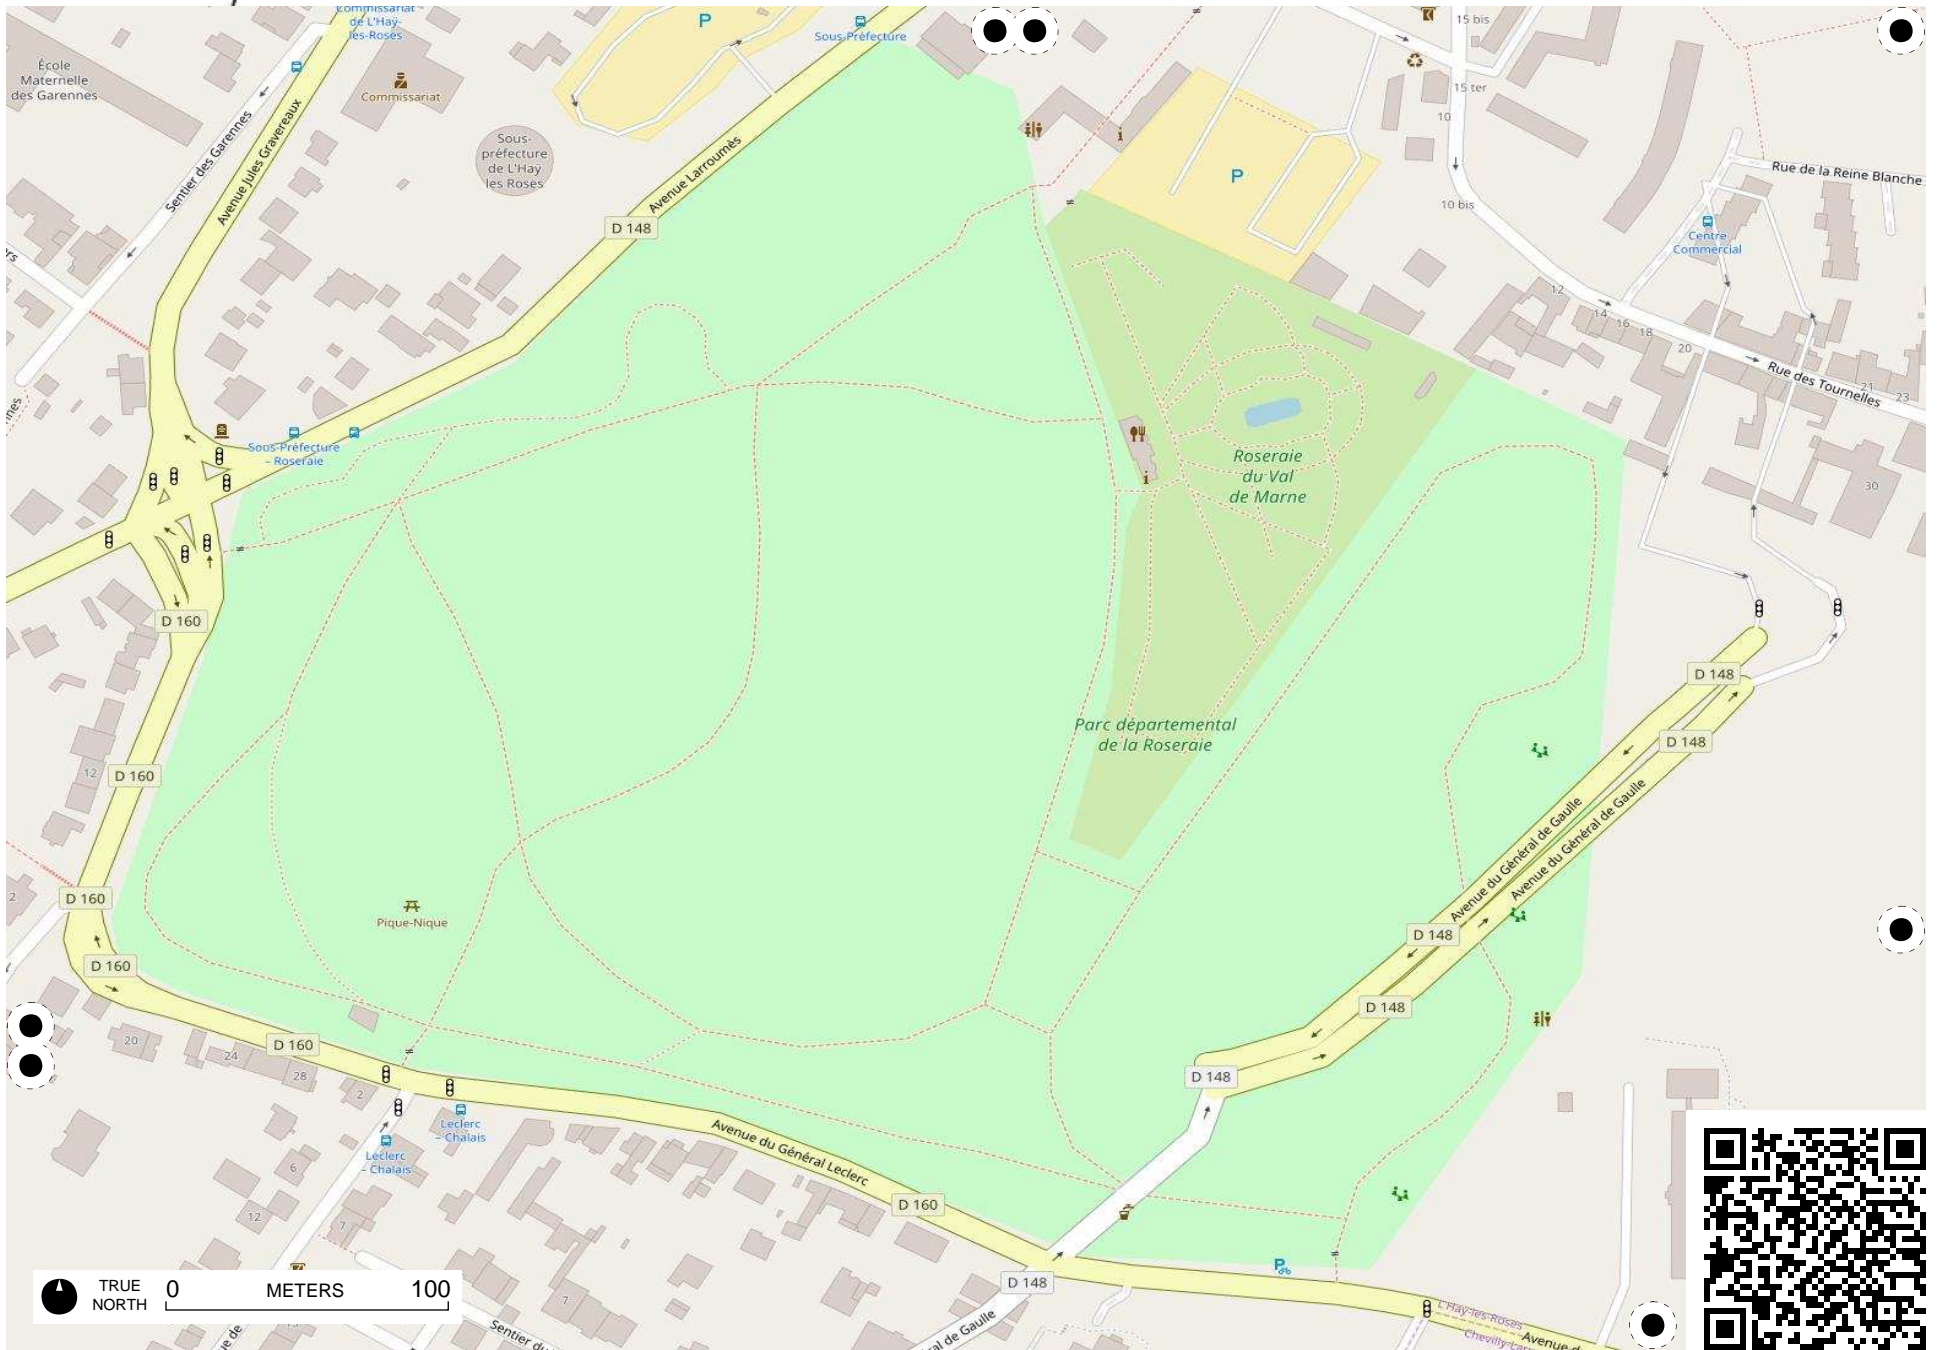 Commissariat
de L'Haÿ-
les-Roses
P
Sous-Préfecture
15 bis
École
Maternelle
des Garennes
Commissariat
15 ter
10
Sentier des Garennes
Avenue Jules Gravereaux
Sous-
préfecture
de L'Haÿ
les Roses
Avenue Larroumès
i
P
Rue de la Reine Blanche
10 bis
D 148
Centre
Commercial
12
14
16
18
20
Rue des Tournelles
21
23
Sous-Préfecture
– Roseraie
Roseraie
du Val
de Marne
i
30
D 160
D 148
Parc départemental
de la Roseraie
D 148
12
D 160
Avenue du Général de Gaulle
Avenue du Général de Gaulle
D 160
2
Pique-Nique
D 148
D 160
D 148
20
D 160
24
28
2
D 148
Leclerc
– Chalais
Leclerc
– Chalais
Avenue du Général Leclerc
6
12
7
D 160
P
TRUE
NORTH
0
METERS
100
D 148
7
L'Haÿ-les-Roses